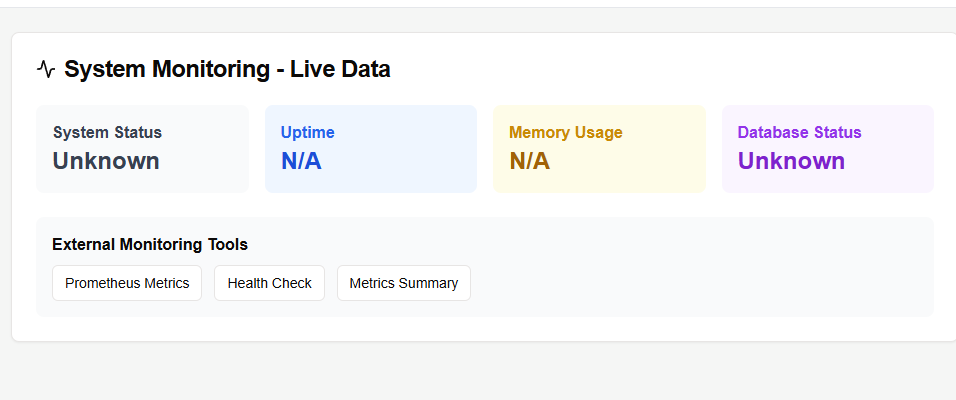 System Monitoring - Live Data
System Status
Unknown
Uptime
N/A
Memory Usage
N/A
Database Status
Unknown
External Monitoring Tools
Prometheus Metrics
Health Check
Metrics Summary